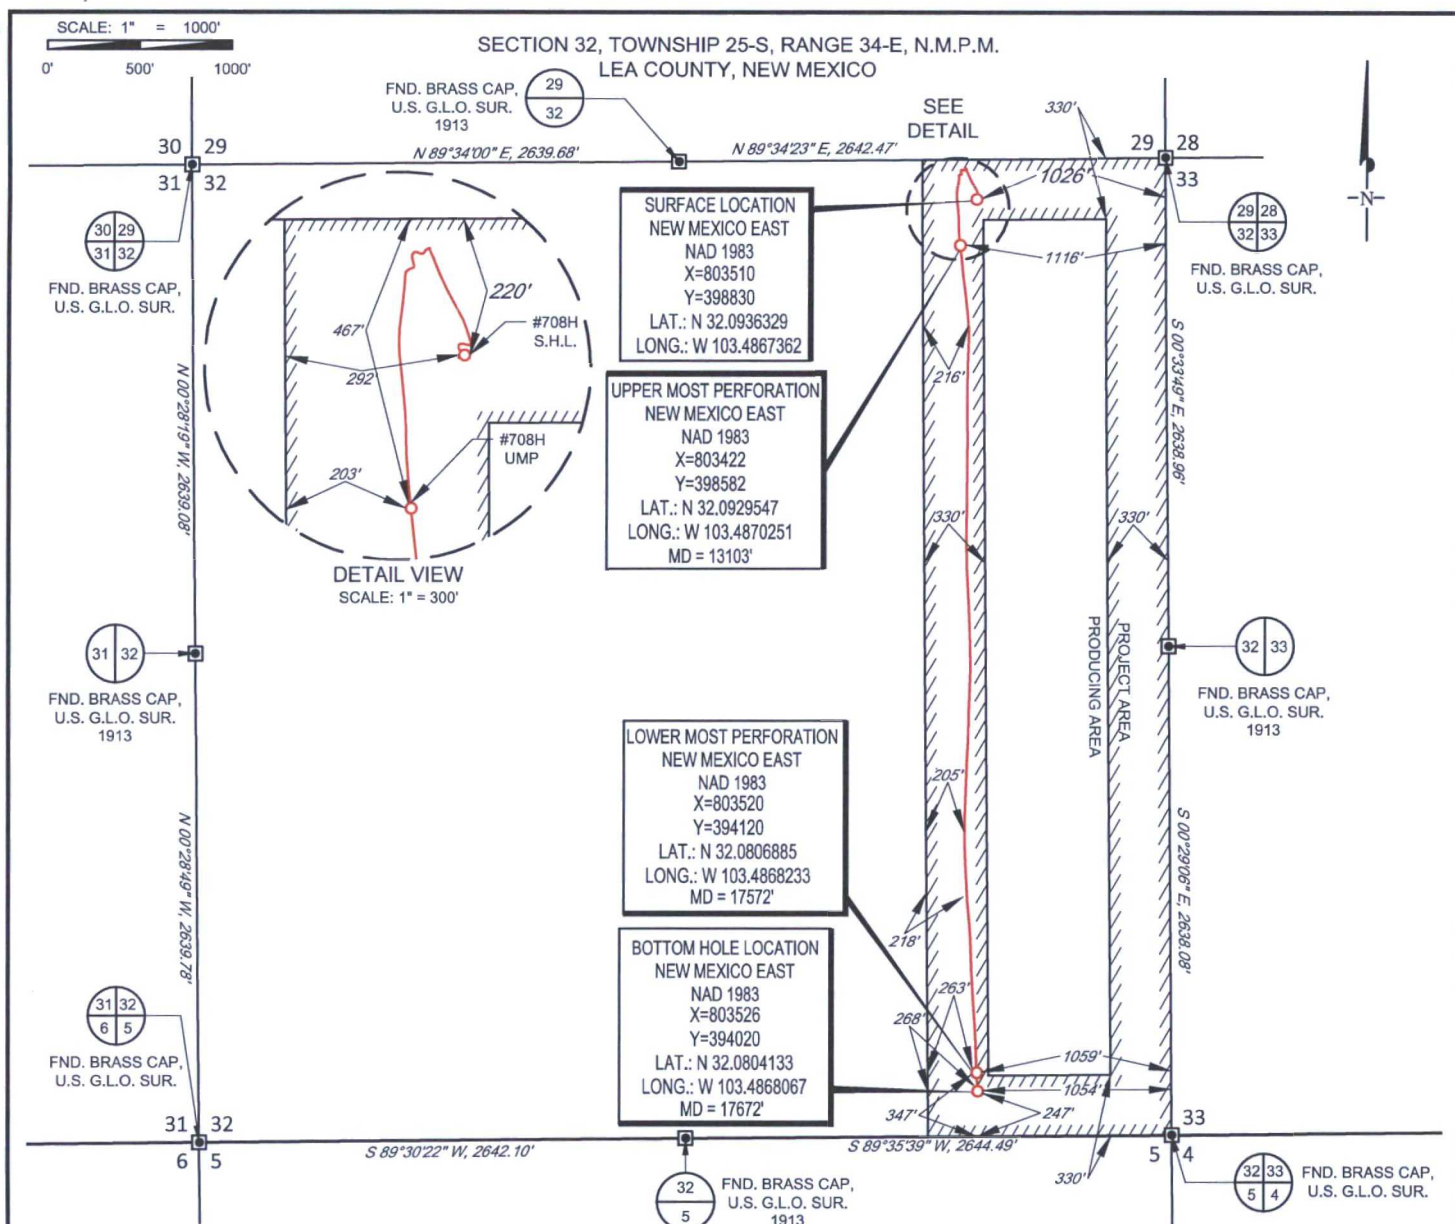 SCALE: 1" = 1000'
0' 500' 1000'
SECTION 32, TOWNSHIP 25-S, RANGE 34-E, N.M.P.M.
LEA COUNTY, NEW MEXICO
FND. BRASS CAP,
U.S. G.L.O. SUR.
1913
29
32
SEE
DETAIL
330'
30 29
31 32
N 89°34'00" E, 2639.68'
N 89°34'23" E, 2642.47'
29 28
33
1026'
-N-
30 29
31 32
FND. BRASS CAP,
U.S. G.L.O. SUR.
29 28
32 33
FND. BRASS CAP,
U.S. G.L.O. SUR.
SURFACE LOCATION
NEW MEXICO EAST
NAD 1983
X=803510
Y=398830
LAT.: N 32.0936329
LONG.: W 103.4867362
1116'
220'
467'
#708H
S.H.L.
292'
#708H
UMP
203'
DETAIL VIEW
SCALE: 1" = 300'
N 00°28'19" W, 2639.08'
UPPER MOST PERFORATION
NEW MEXICO EAST
NAD 1983
X=803422
Y=398582
LAT.: N 32.0929547
LONG.: W 103.4870251
MD = 13103'
216'
S 00°33'49" E, 2638.96'
330'
330'
PROJECT AREA
PRODUCING AREA
31 32
FND. BRASS CAP,
U.S. G.L.O. SUR.
1913
32 33
FND. BRASS CAP,
U.S. G.L.O. SUR.
1913
LOWER MOST PERFORATION
NEW MEXICO EAST
NAD 1983
X=803520
Y=394120
LAT.: N 32.0806885
LONG.: W 103.4868233
MD = 17572'
205'
218'
N 00°28'49" W, 2639.78'
S 00°29'06" E, 2638.08'
BOTTOM HOLE LOCATION
NEW MEXICO EAST
NAD 1983
X=803526
Y=394020
LAT.: N 32.0804133
LONG.: W 103.4868067
MD = 17672'
263'
268'
1059'
1054'
347'
247'
31 32
6 5
FND. BRASS CAP,
U.S. G.L.O. SUR.
31 32
6 5
S 89°30'22" W, 2642.10'
S 89°35'39" W, 2644.49'
33
5 4
330'
32
5
FND. BRASS CAP,
U.S. G.L.O. SUR.
1913
32 33
5 4
FND. BRASS CAP,
U.S. G.L.O. SUR.